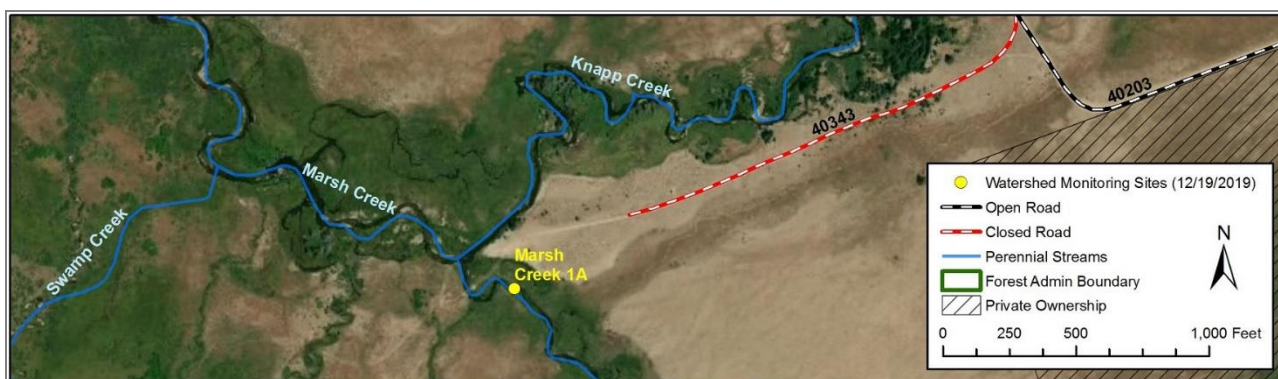 Knapp Creek
40203
40343
Marsh Creek
Swamp Creek
Marsh
Creek 1A
Watershed Monitoring Sites (12/19/2019)
Open Road
Closed Road
Perennial Streams
Forest Admin Boundary
Private Ownership
N
0 250 500 1,000 Feet